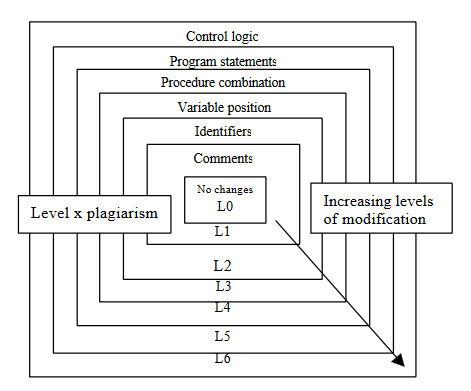 Control logic
Program statements
Procedure combination
Variable position
Identifiers
Comments
No changes
L0
Level x plagiarism
Increasing levels
of modification
L1
L2
L3
L4
L5
L6